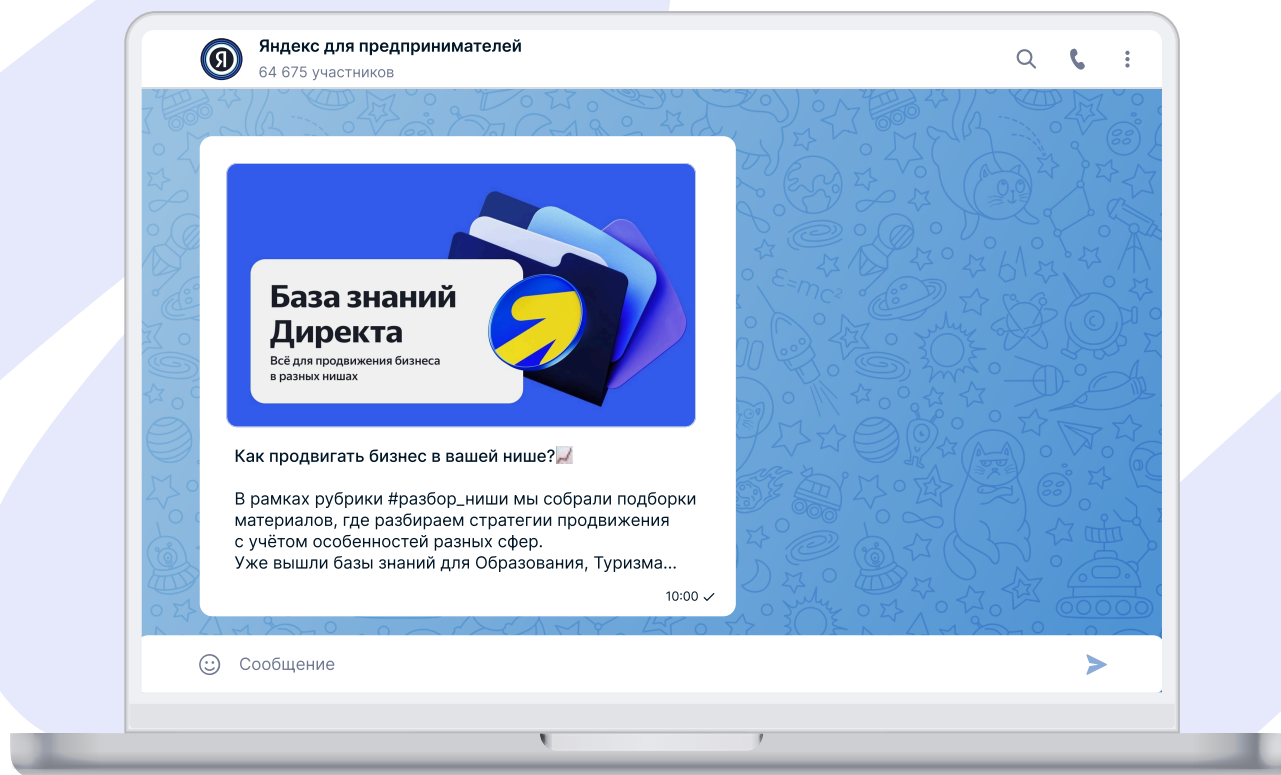 Я
Яндекс для предпринимателей
64 675 участников
База знаний
Директа
Всё для продвижения бизнеса
в разных нишах
Как продвигать бизнес в вашей нише?📈
В рамках рубрики #разбор_ниши мы собрали подборки
материалов, где разбираем стратегии продвижения
с учётом особенностей разных сфер.
Уже вышли базы знаний для Образования, Туризма...
10:00
E=mc²
Сообщение